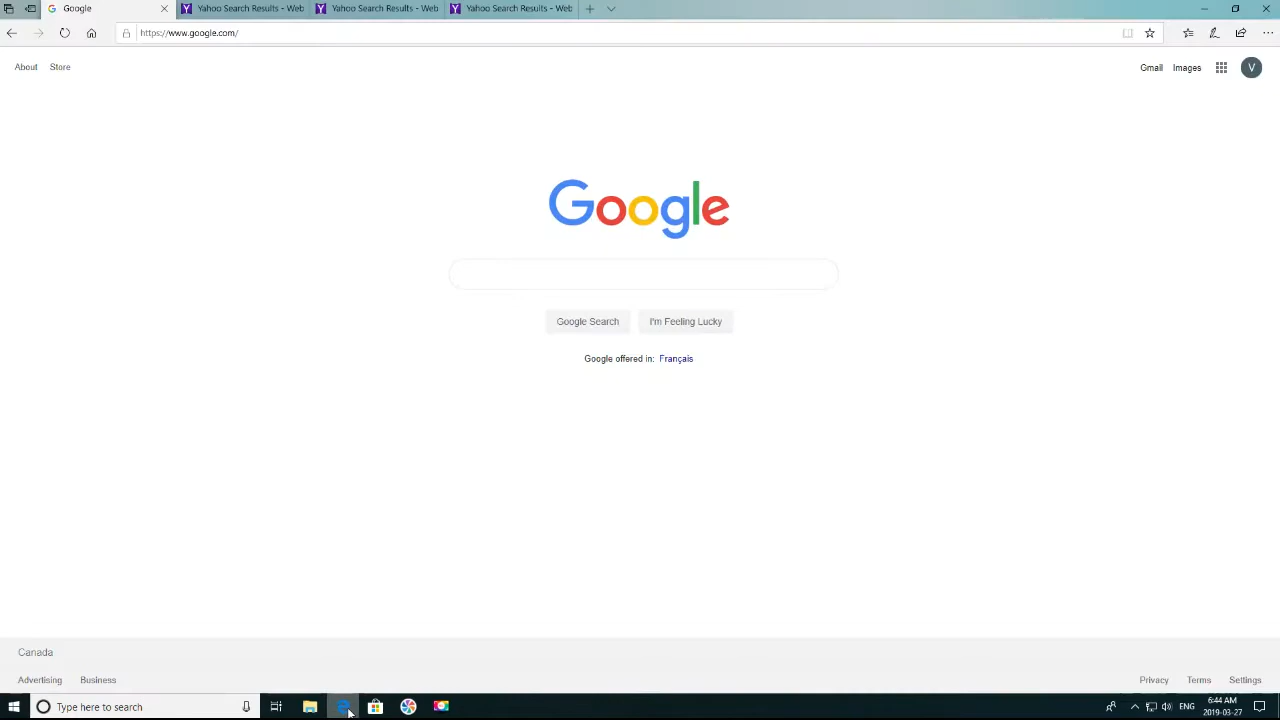 Google
Yahoo Search Results - Web
Yahoo Search Results - Web
Yahoo Search Results - Web
https://www.google.com/
About
Store
Gmail
Images
V
Google
Google Search
I'm Feeling Lucky
Google offered in: Français
Canada
Advertising
Business
Privacy
Terms
Settings
Type here to search
ENG
6:44 AM
2019-03-27